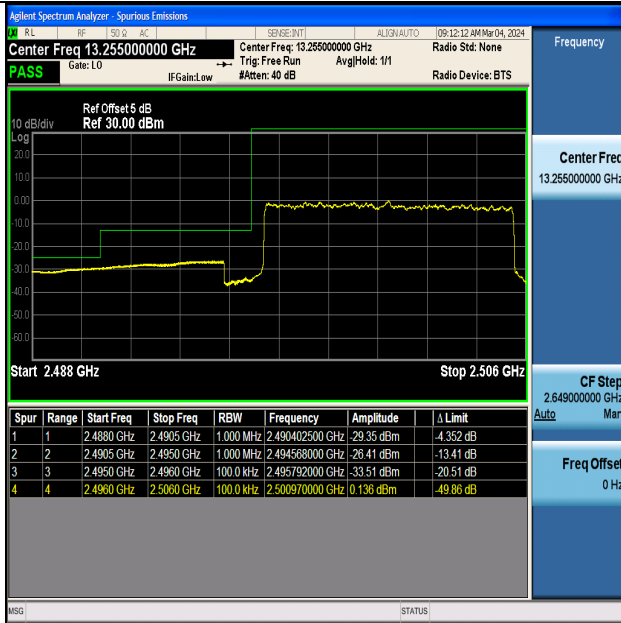 Agilent Spectrum Analyzer - Spurious Emissions
RL RF 50 Ω AC SENSE:INT ALIGN AUTO 09:12:12 AM Mar 04, 2024
Center Freq 13.255000000 GHz
Center Freq: 13.255000000 GHz
Radio Std: None
Trig: Free Run Avg|Hold: 1/1
PASS
Gate: LO
IFGain:Low
#Atten: 40 dB
Radio Device: BTS
Ref Offset 5 dB
10 dB/div Ref 30.00 dBm
Log
20.0
10.0
0.00
-10.0
-20.0
-30.0
-40.0
-50.0
-60.0
Start 2.488 GHz
Stop 2.506 GHz
Spur Range Start Freq Stop Freq RBW Frequency Amplitude Δ Limit
1 1 2.4880 GHz 2.4905 GHz 1.000 MHz 2.490402500 GHz -29.35 dBm -4.352 dB
2 2 2.4905 GHz 2.4950 GHz 1.000 MHz 2.494568000 GHz -26.41 dBm -13.41 dB
3 3 2.4950 GHz 2.4960 GHz 100.0 kHz 2.495792000 GHz -33.51 dBm -20.51 dB
4 4 2.4960 GHz 2.5060 GHz 100.0 kHz 2.500970000 GHz 0.136 dBm -49.86 dB
MSG
STATUS
Frequency
Center Freq
13.255000000 GHz
CF Step
2.649000000 GHz
Auto Man
Freq Offset
0 Hz